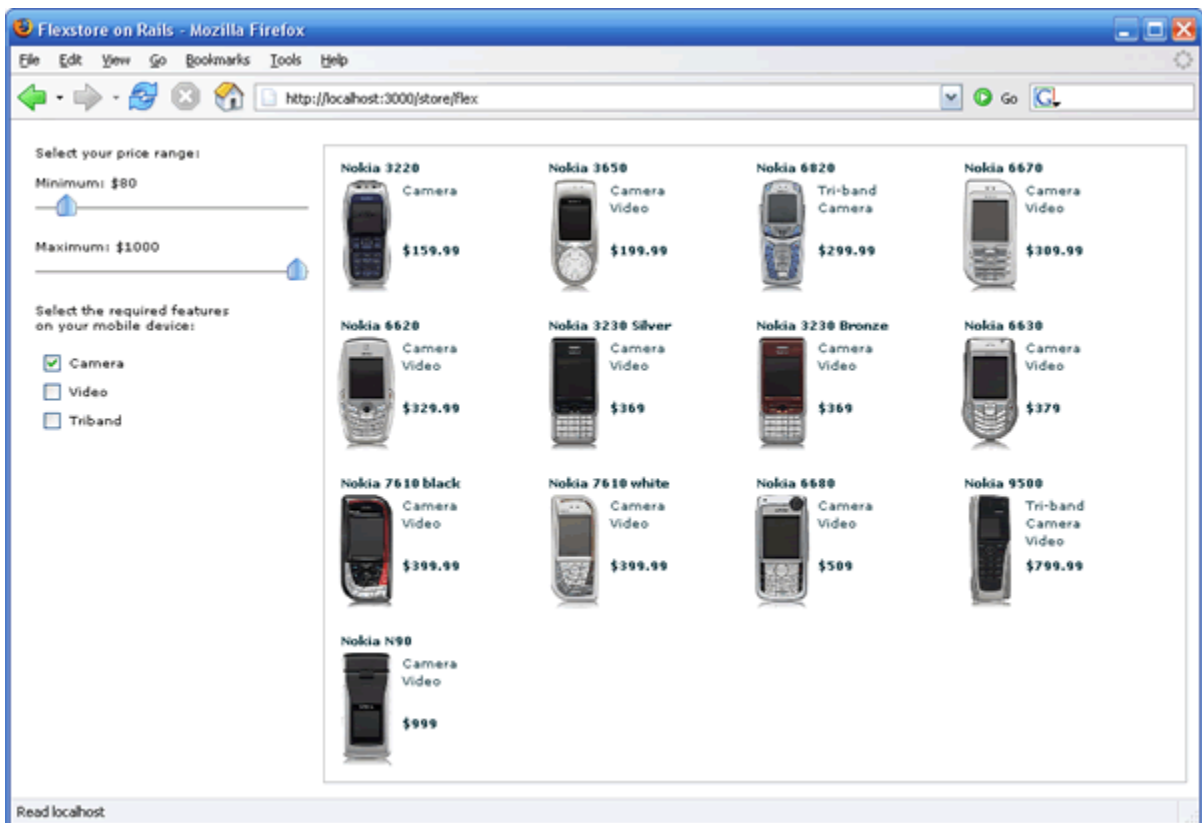 Flexstore on Rails - Mozilla Firefox
File Edit View Go Bookmarks Tools Help
http://localhost:3000/store/flex
Go
G
Select your price range:
Minimum: $80
Maximum: $1000
Select the required features
on your mobile device:
Camera
Video
Triband
Nokia 3220
Camera
$159.99
Nokia 3650
Camera
Video
$199.99
Nokia 6820
Tri-band
Camera
$299.99
Nokia 6670
Camera
Video
$309.99
Nokia 6620
Camera
Video
$329.99
Nokia 3230 Silver
Camera
Video
$369
Nokia 3230 Bronze
Camera
Video
$369
Nokia 6630
Camera
Video
$379
Nokia 7610 black
Camera
Video
$399.99
Nokia 7610 white
Camera
Video
$399.99
Nokia 6680
Camera
Video
$509
Nokia 9500
Tri-band
Camera
Video
$799.99
Nokia N90
Camera
Video
$999
Read localhost